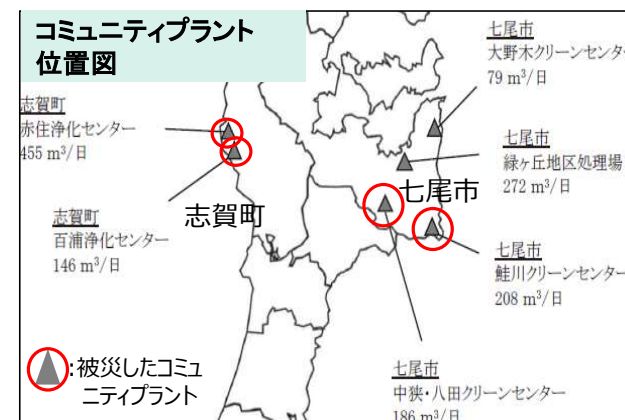 コミュニティプラント
位置図
七尾市
大野木クリーンセンター
79 m³/日
志賀町
赤住浄化センター
455 m³/日
七尾市
緑ヶ丘地区処理場
272 m³/日
七尾市
志賀町
志賀町
百浦浄化センター
146 m³/日
七尾市
鮭川クリーンセンター
208 m³/日
:被災したコミュ
ニティプラント
七尾市
中狭・八田クリーンセンター
186 m³/日